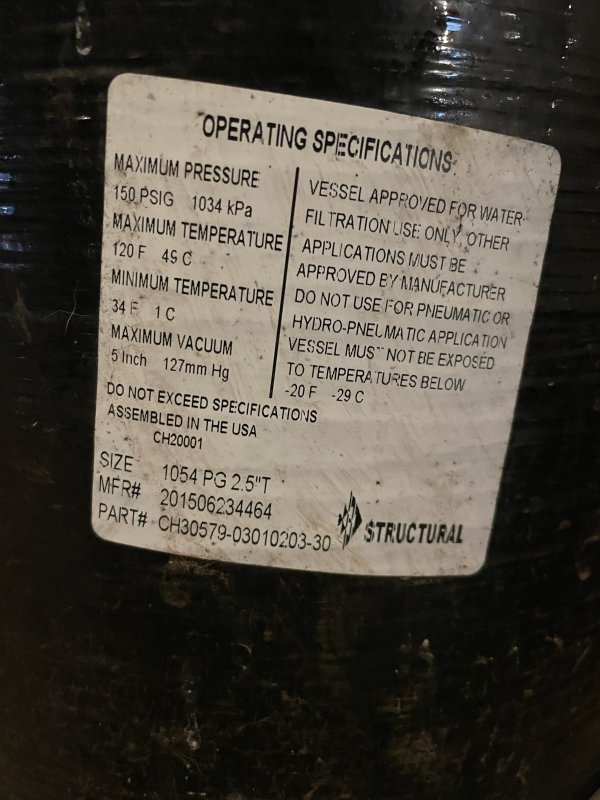 OPERATING SPECIFICATIONS
MAXIMUM PRESSURE
150 PSIG 1034 kPa
MAXIMUM TEMPERATURE
120 F 49 C
MINIMUM TEMPERATURE
34 F 1 C
MAXIMUM VACUUM
5 Inch 127mm Hg
VESSEL APPROVED FOR WATER
FILTRATION USE ONLY, OTHER
APPLICATIONS MUST BE
APPROVED BY MANUFACTURER
DO NOT USE FOR PNEUMATIC OR
HYDRO-PNEUMATIC APPLICATION
VESSEL MUST NOT BE EXPOSED
TO TEMPERATURES BELOW
-20 F -29 C
DO NOT EXCEED SPECIFICATIONS
ASSEMBLED IN THE USA
CH20001
SIZE 1054 PG 2.5"T
MFR# 201506234464
PART# CH30579-03010203-30
STRUCTURAL